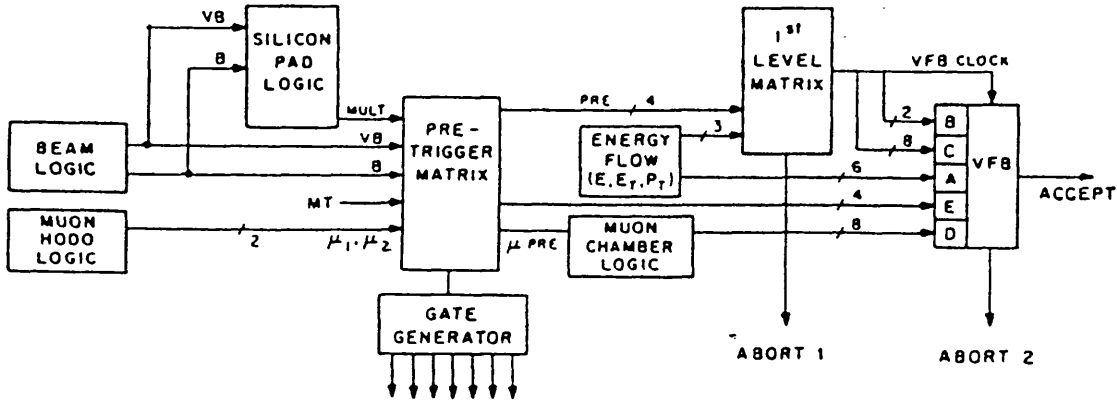 VB
SILICON
PAD
LOGIC
B
MULT
BEAM
LOGIC
VB
B
MT
MUON
HODO
LOGIC
2
μ1, μ2
PRE-
TRIGGER
MATRIX
GATE
GENERATOR
PRE
4
3
ENERGY
FLOW
(E, ET, PT)
μ PRE
MUON
CHAMBER
LOGIC
1st
LEVEL
MATRIX
VFB CLOCK
2
8
6
4
8
B
C
A
E
D
VFB
ACCEPT
ABORT 1
ABORT 2